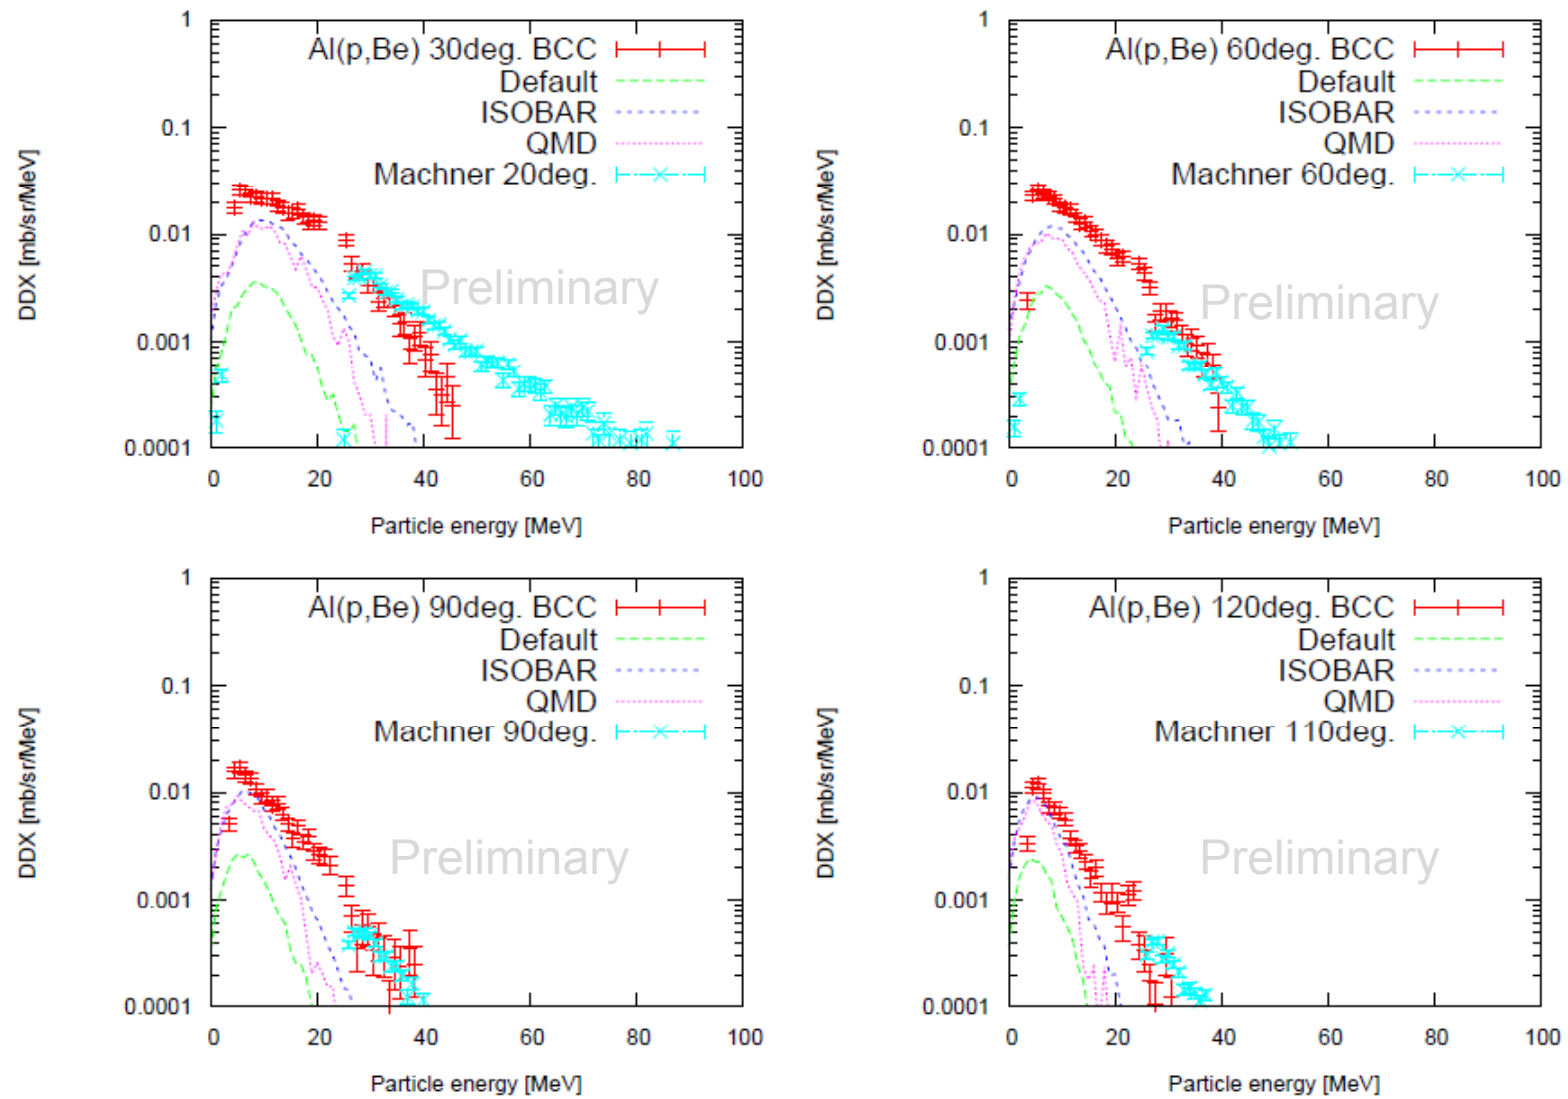 1
0.1
0.01
0.001
0.0001
DDX [mb/sr/MeV]
Al(p,Be) 30deg. BCC
Default
ISOBAR
QMD
Machner 20deg.
Preliminary
0 20 40 60 80 100
Particle energy [MeV]
1
0.1
0.01
0.001
0.0001
DDX [mb/sr/MeV]
Al(p,Be) 60deg. BCC
Default
ISOBAR
QMD
Machner 60deg.
Preliminary
0 20 40 60 80 100
Particle energy [MeV]
1
0.1
0.01
0.001
0.0001
DDX [mb/sr/MeV]
Al(p,Be) 90deg. BCC
Default
ISOBAR
QMD
Machner 90deg.
Preliminary
0 20 40 60 80 100
Particle energy [MeV]
1
0.1
0.01
0.001
0.0001
DDX [mb/sr/MeV]
Al(p,Be) 120deg. BCC
Default
ISOBAR
QMD
Machner 110deg.
Preliminary
0 20 40 60 80 100
Particle energy [MeV]